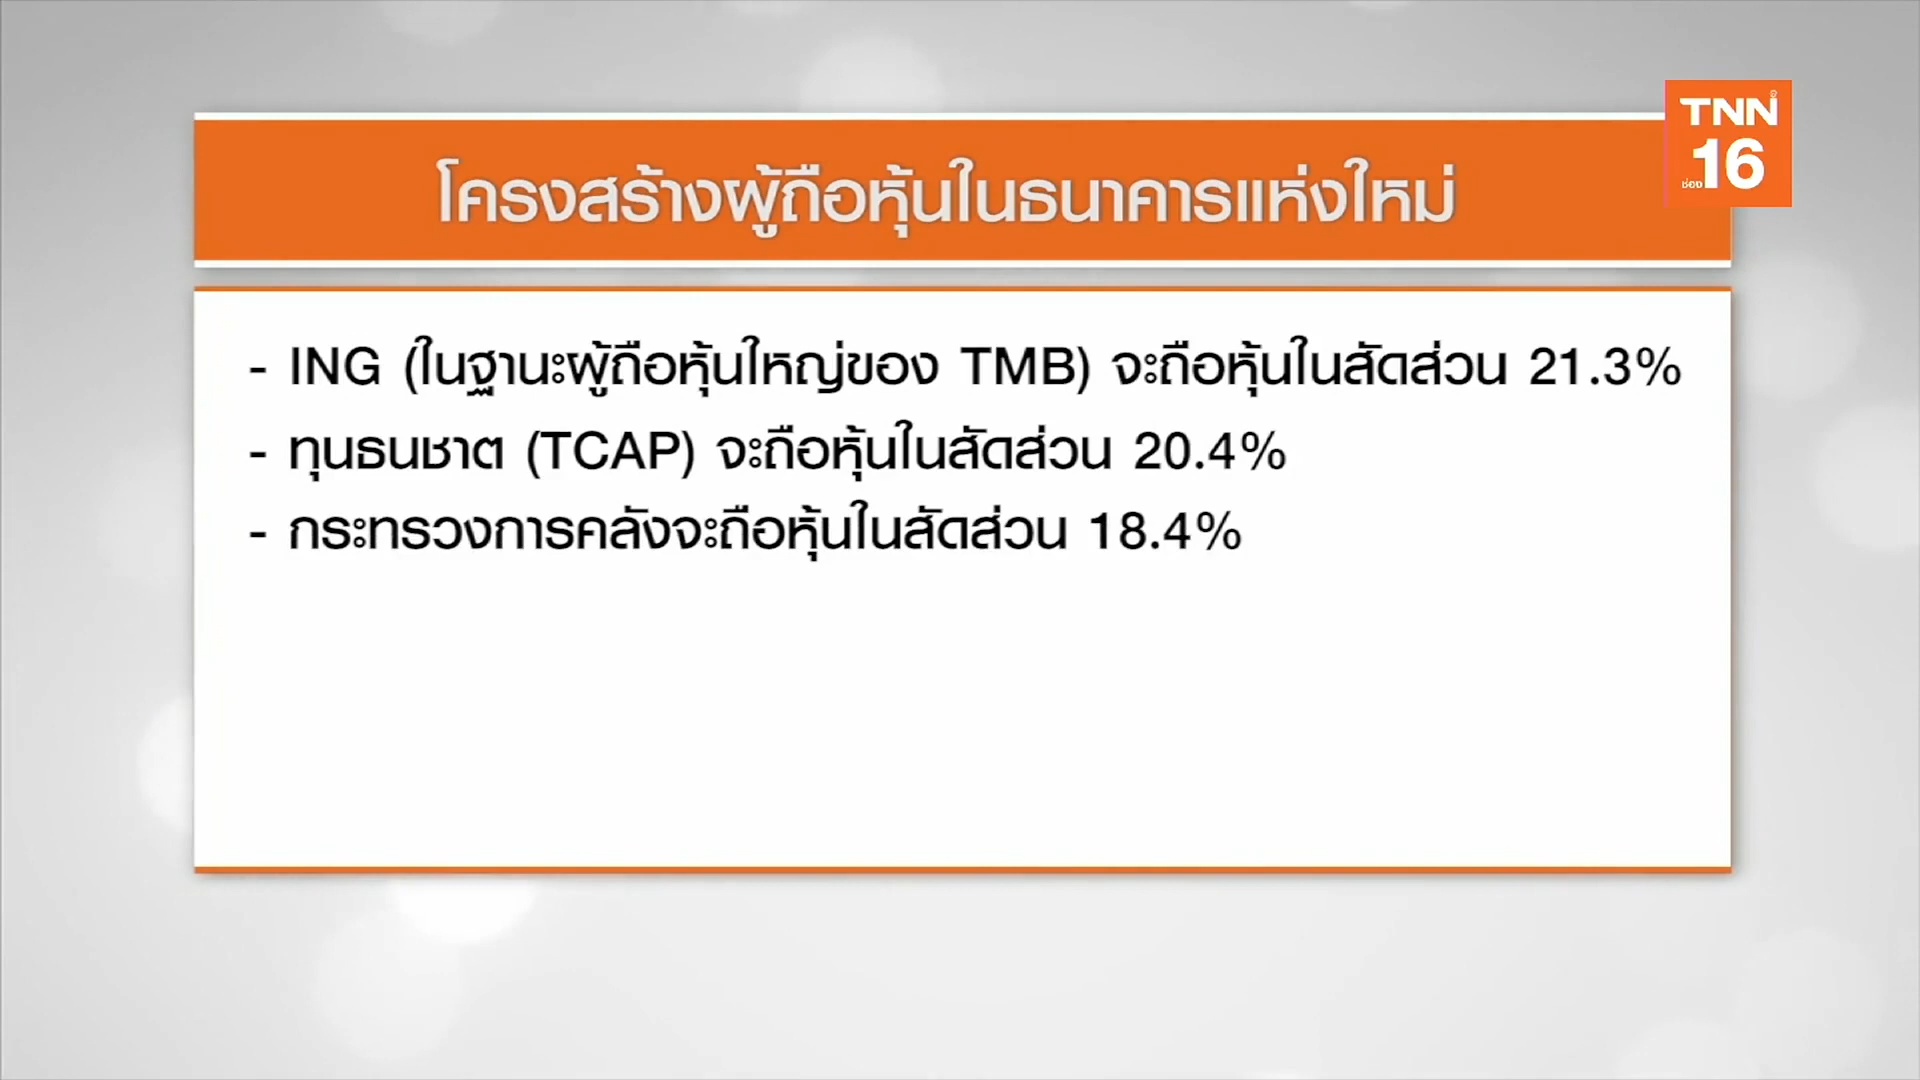 TNN
ช่อง16
โครงสร้างผู้ถือหุ้นในธนาคารแห่งใหม่
- ING (ในฐานะผู้ถือหุ้นใหญ่ของ TMB) จะถือหุ้นในสัดส่วน 21.3%
- ทุนธนชาต (TCAP) จะถือหุ้นในสัดส่วน 20.4%
- กระทรวงการคลังจะถือหุ้นในสัดส่วน 18.4%